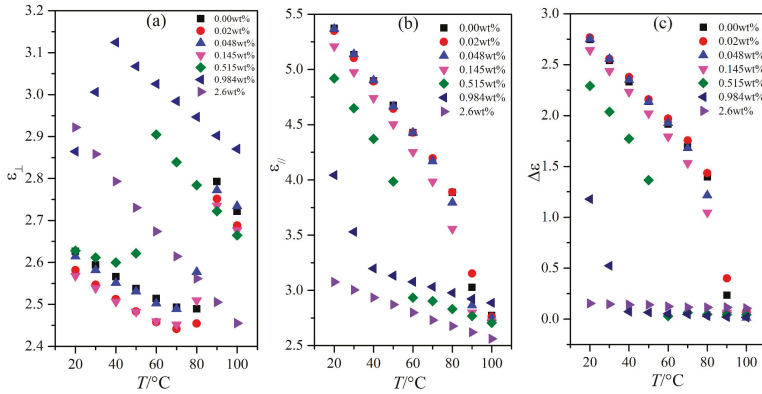 (a)
3.2
3.1
3.0
2.9
2.8
2.7
2.6
2.5
2.4
ε⊥
0.00wt%
0.02wt%
0.048wt%
0.145wt%
0.515wt%
0.984wt%
2.6wt%
20 40 60 80 100
T/°C
(b)
5.5
5.0
4.5
4.0
3.5
3.0
2.5
ε//
0.00wt%
0.02wt%
0.048wt%
0.145wt%
0.515wt%
0.984wt%
2.6wt%
20 40 60 80 100
T/°C
(c)
3.0
2.5
2.0
1.5
1.0
0.5
0.0
Δε
0.00wt%
0.02wt%
0.048wt%
0.145wt%
0.515wt%
0.984wt%
2.6wt%
20 40 60 80 100
T/°C